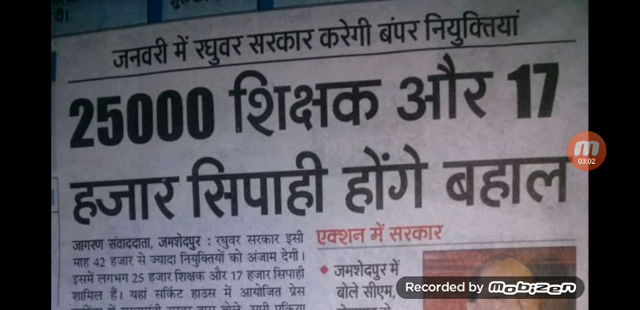 जनवरी में रघुवर सरकार करेगी बंपर नियुक्तियां
25000 शिक्षक और 17
हजार सिपाही होंगे बहाल
जागरण संवाददाता, जमशेदपुर : रघुवर सरकार इसी
माह 42 हजार से ज्यादा नियुक्तियों को अंजाम देगी।
इसमें लगभग 25 हजार शिक्षक और 17 हजार सिपाही
शामिल हैं। यहां सर्किट हाउस में आयोजित प्रेस
एक्शन में सरकार
जमशेदपुर में
बोले सीएम,
03:02
Recorded by mobizen